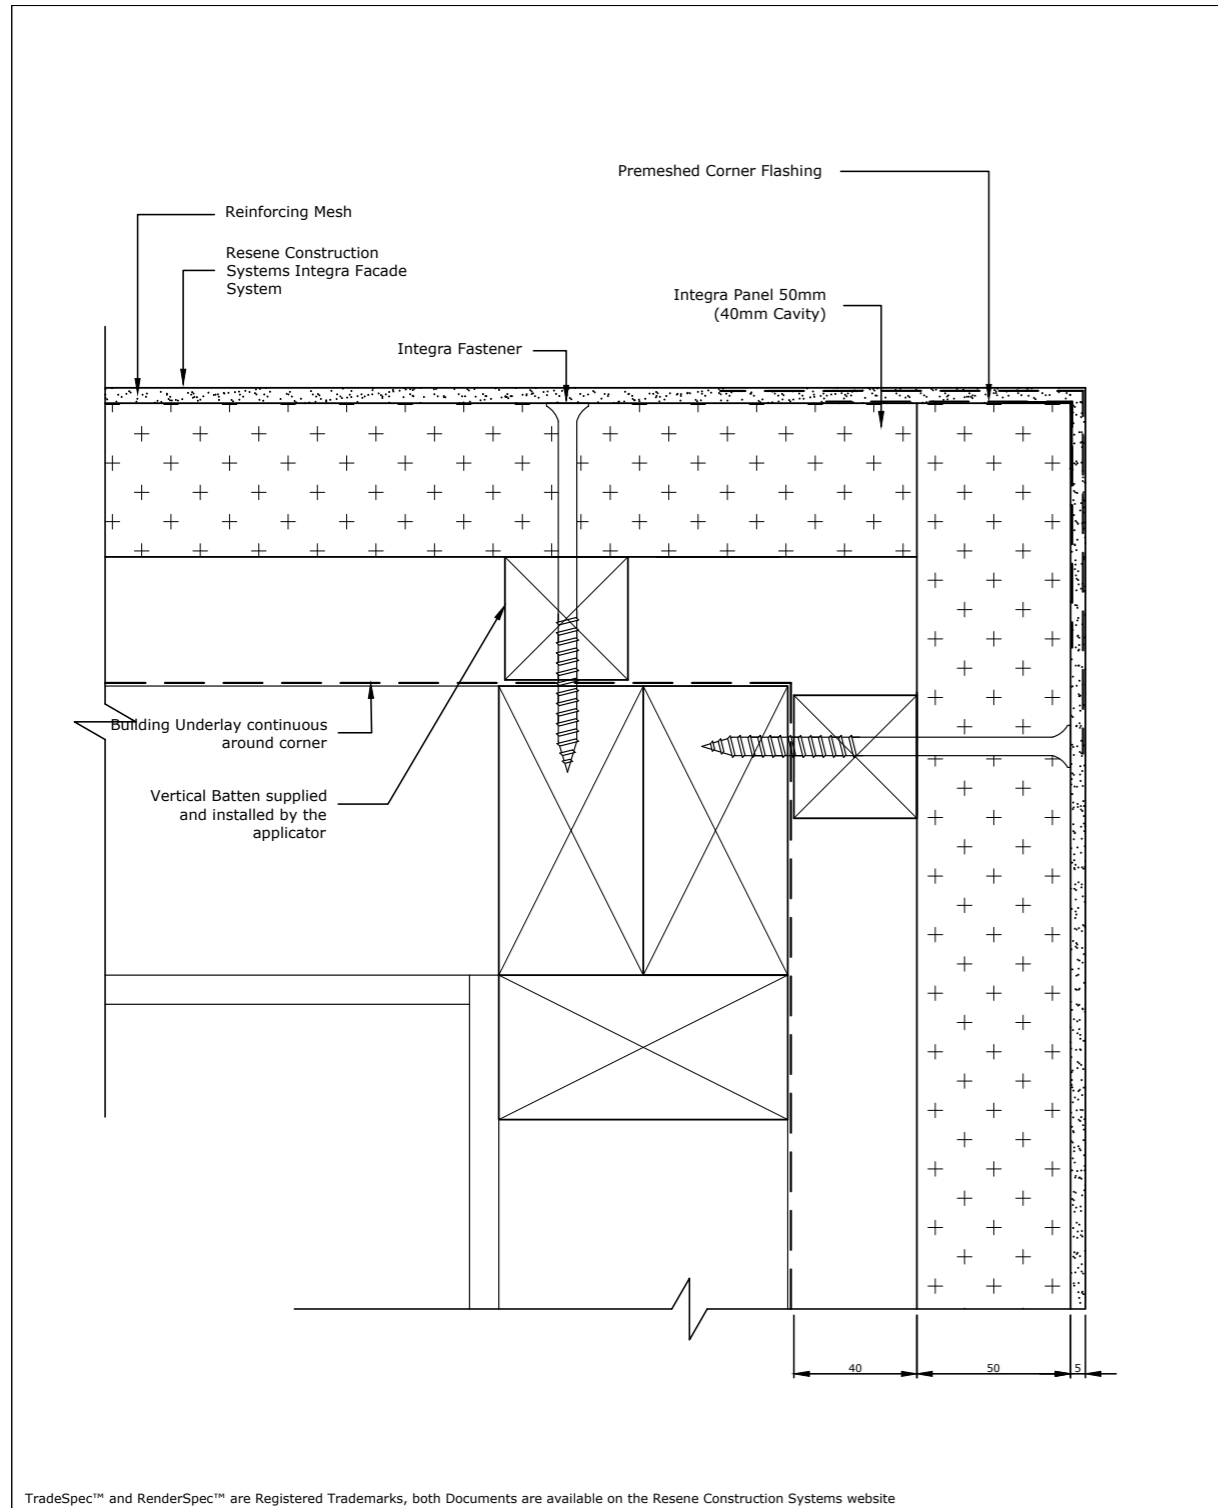 Premeshed Corner Flashing
Reinforcing Mesh
Resene Construction
Systems Integra Facade
System
Integra Panel 50mm
(40mm Cavity)
Integra Fastener
Building Underlay continuous
around corner
Vertical Batten supplied
and installed by the
applicator
40
50
5
TradeSpec™ and RenderSpec™ are Registered Trademarks, both Documents are available on the Resene Construction Systems website